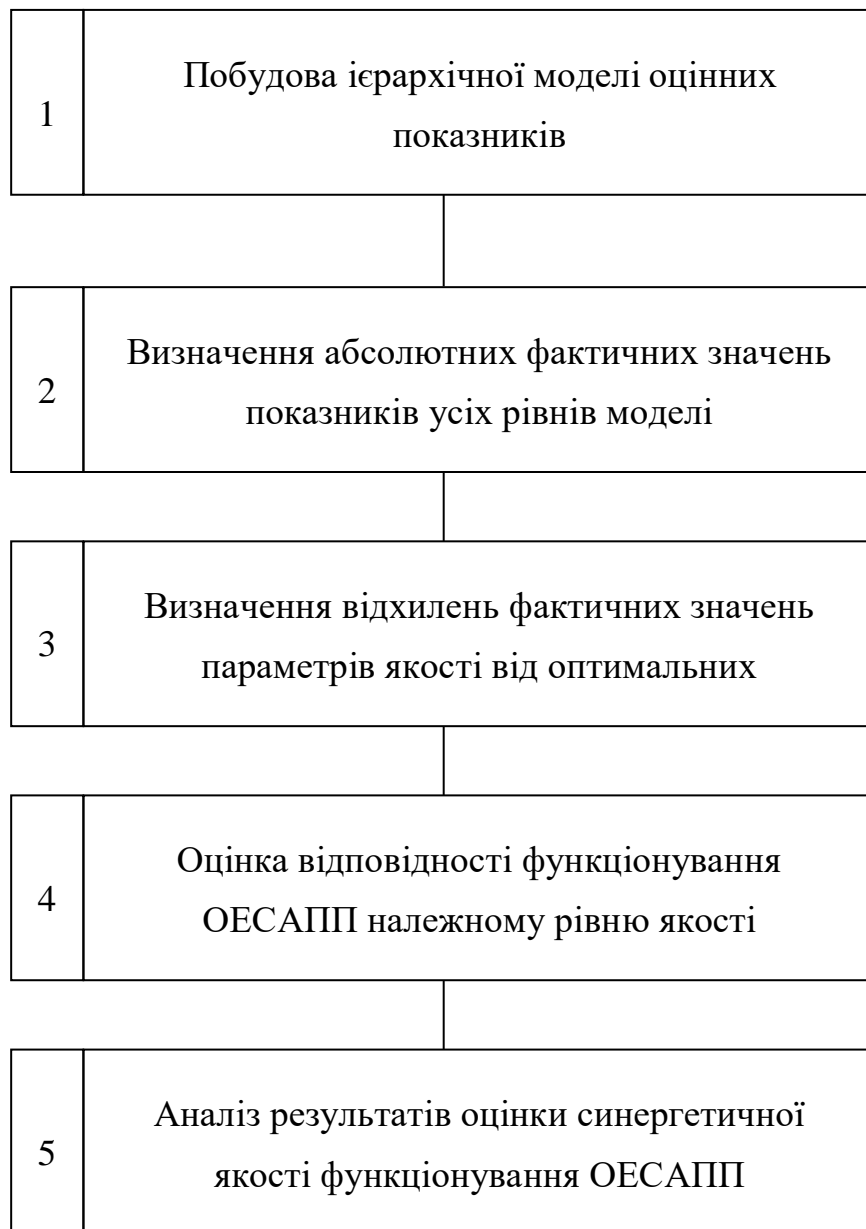 1
Побудова ієрархічної моделі оцінних
показників
2
Визначення абсолютних фактичних значень
показників усіх рівнів моделі
3
Визначення відхилень фактичних значень
параметрів якості від оптимальних
4
Оцінка відповідності функціонування
ОЕСАПП належному рівню якості
5
Аналіз результатів оцінки синергетичної
якості функціонування ОЕСАПП